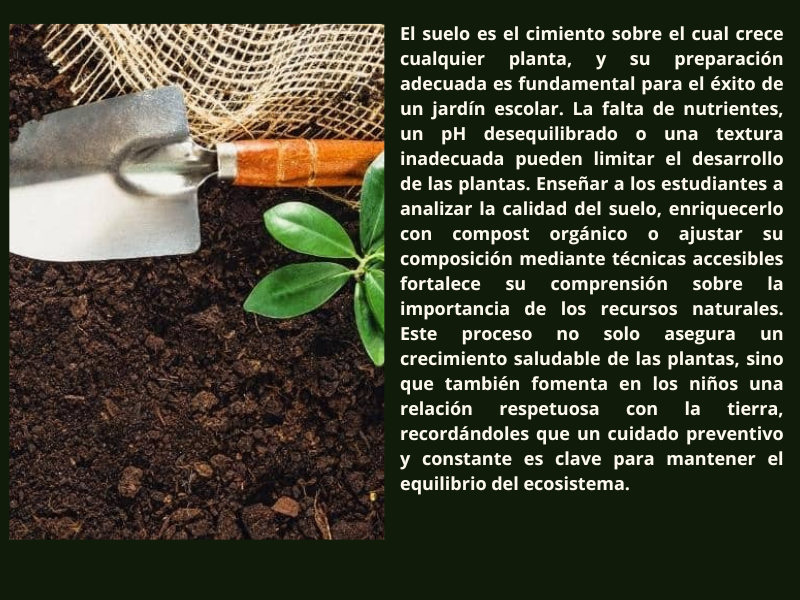 El suelo es el cimiento sobre el cual crece
cualquier planta, y su preparación
adecuada es fundamental para el éxito de
un jardín escolar. La falta de nutrientes,
un pH desequilibrado o una textura
inadecuada pueden limitar el desarrollo
de las plantas. Enseñar a los estudiantes a
analizar la calidad del suelo, enriquecerlo
con compost orgánico o ajustar su
composición mediante técnicas accesibles
fortalece su comprensión sobre la
importancia de los recursos naturales.
Este proceso no solo asegura un
crecimiento saludable de las plantas, sino
que también fomenta en los niños una
relación respetuosa con la tierra,
recordándoles que un cuidado preventivo
y constante es clave para mantener el
equilibrio del ecosistema.